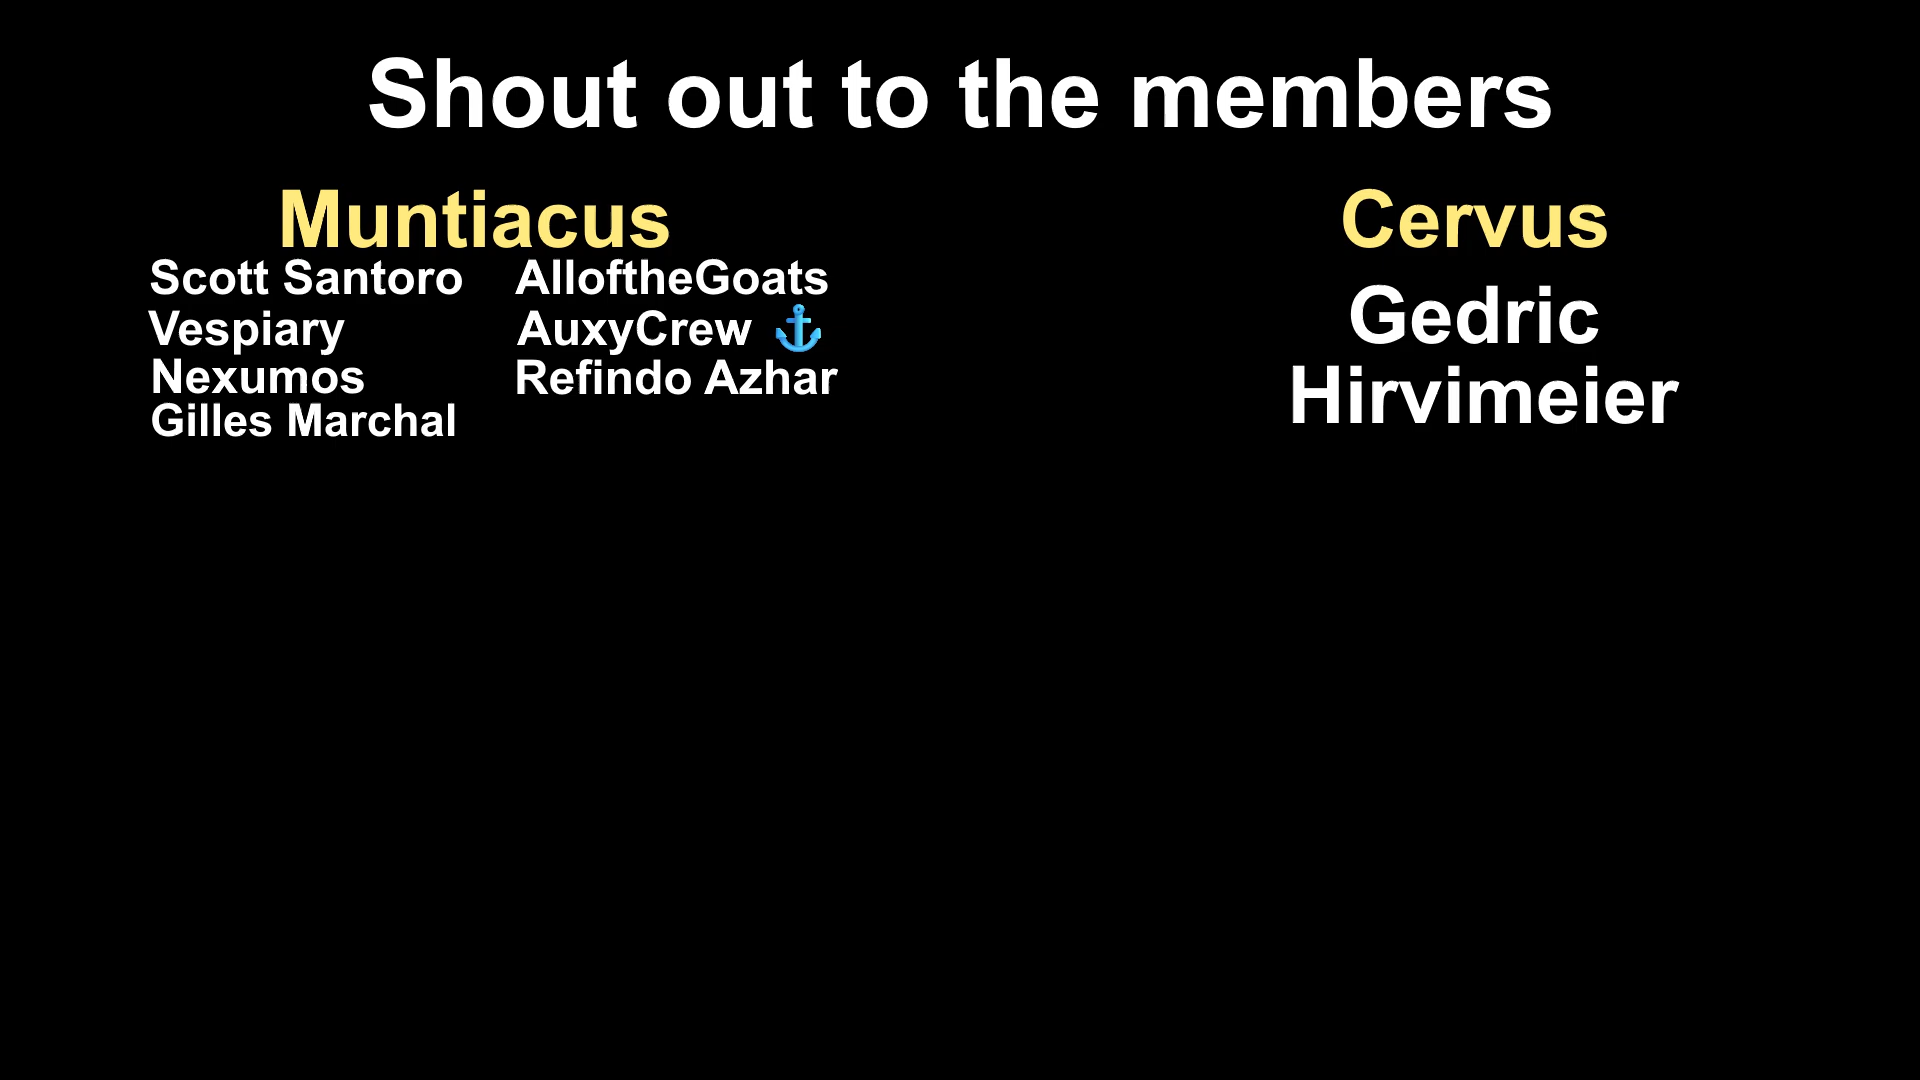 Shout out to the members
Muntiacus
Scott Santoro
Vespiary
Nexumos
Gilles Marchal
AlloftheGoats
AuxyCrew ⚓
Refindo Azhar
Cervus
Gedric
Hirvimeier